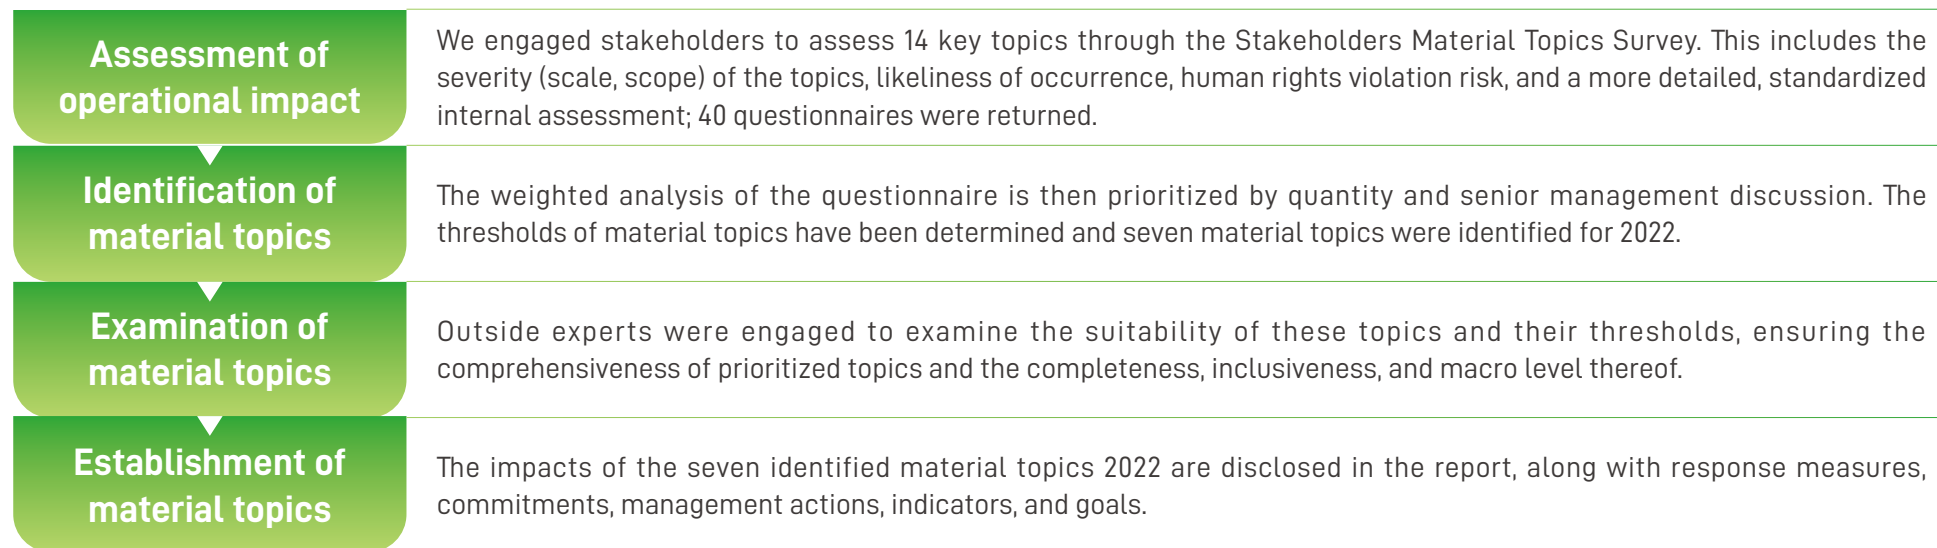 Assessment of
operational impact
We engaged stakeholders to assess 14 key topics through the Stakeholders Material Topics Survey. This includes the
severity (scale, scope) of the topics, likeliness of occurrence, human rights violation risk, and a more detailed, standardized
internal assessment; 40 questionnaires were returned.
Identification of
material topics
The weighted analysis of the questionnaire is then prioritized by quantity and senior management discussion. The
thresholds of material topics have been determined and seven material topics were identified for 2022.
Examination of
material topics
Outside experts were engaged to examine the suitability of these topics and their thresholds, ensuring the
comprehensiveness of prioritized topics and the completeness, inclusiveness, and macro level thereof.
Establishment of
material topics
The impacts of the seven identified material topics 2022 are disclosed in the report, along with response measures,
commitments, management actions, indicators, and goals.